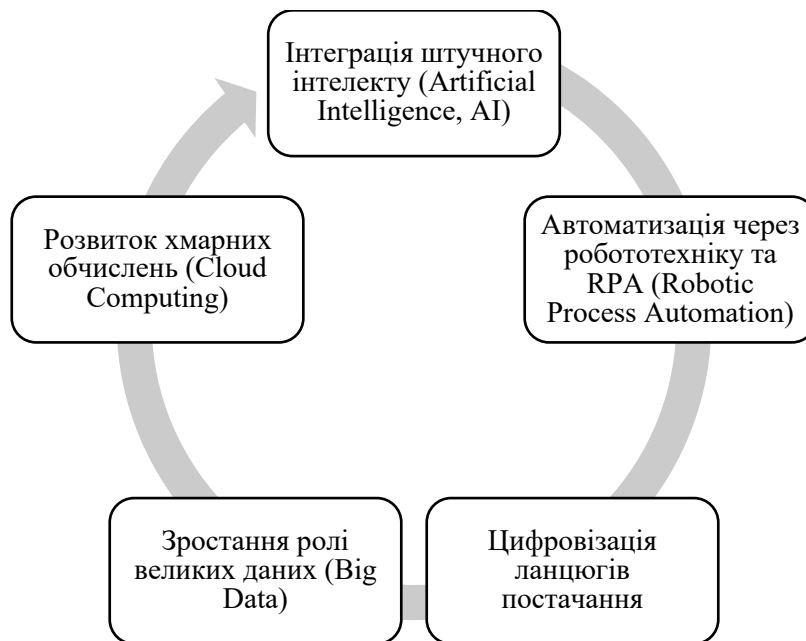 Інтеграція штучного
інтелекту (Artificial
Intelligence, AI)
Автоматизація через
робототехніку та
RPA (Robotic
Process Automation)
Цифровізація
ланцюгів
постачання
Зростання ролі
великих даних (Big
Data)
Розвиток хмарних
обчислень (Cloud
Computing)